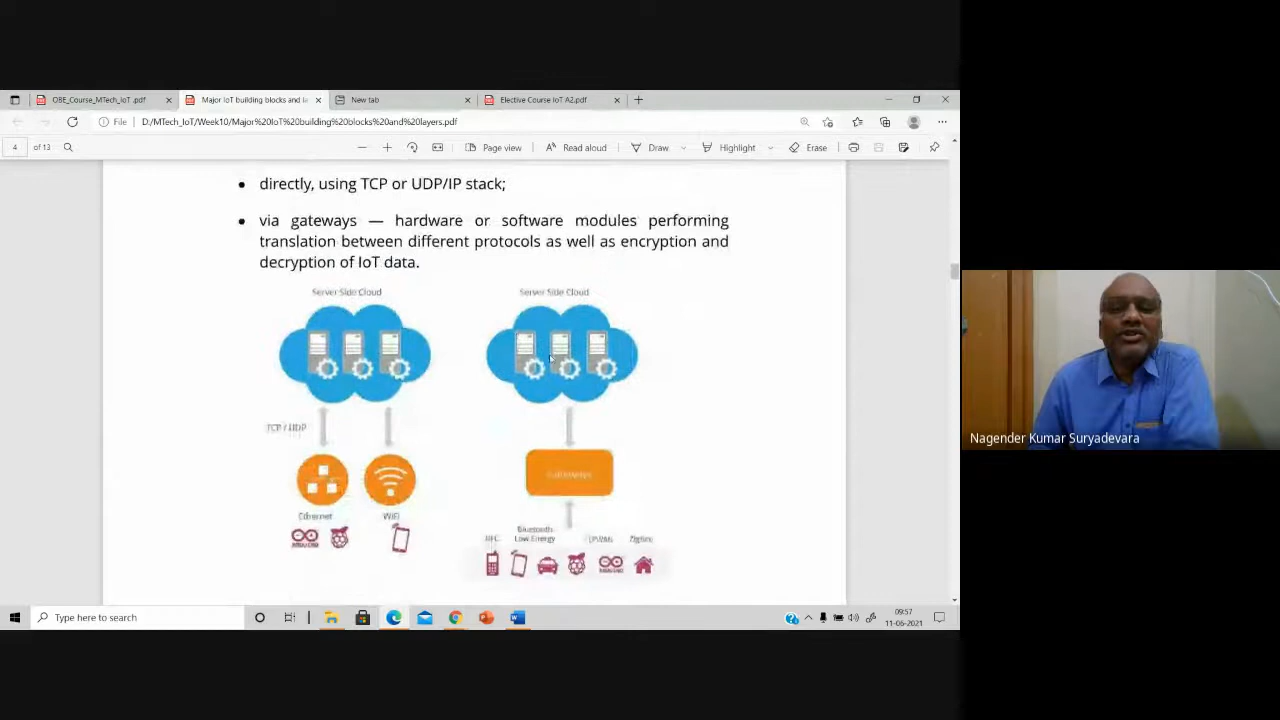 OBE_Course_MTech_IoT .pdf
Major IoT building blocks and la
New tab
Elective Course IoT A2.pdf
File
D:/MTech_IoT/Week10/Major%20IoT%20building%20blocks%20and%20layers.pdf
4 of 13
Page view
Read aloud
Draw
Highlight
Erase
• directly, using TCP or UDP/IP stack;
• via gateways — hardware or software modules performing
translation between different protocols as well as encryption and
decryption of IoT data.
Server Side Cloud
Server Side Cloud
TCP / UDP
Ethernet
WiFi
Bluetooth
Low Energy
Nagender Kumar Suryadevara
Type here to search
09:57
11-06-2021